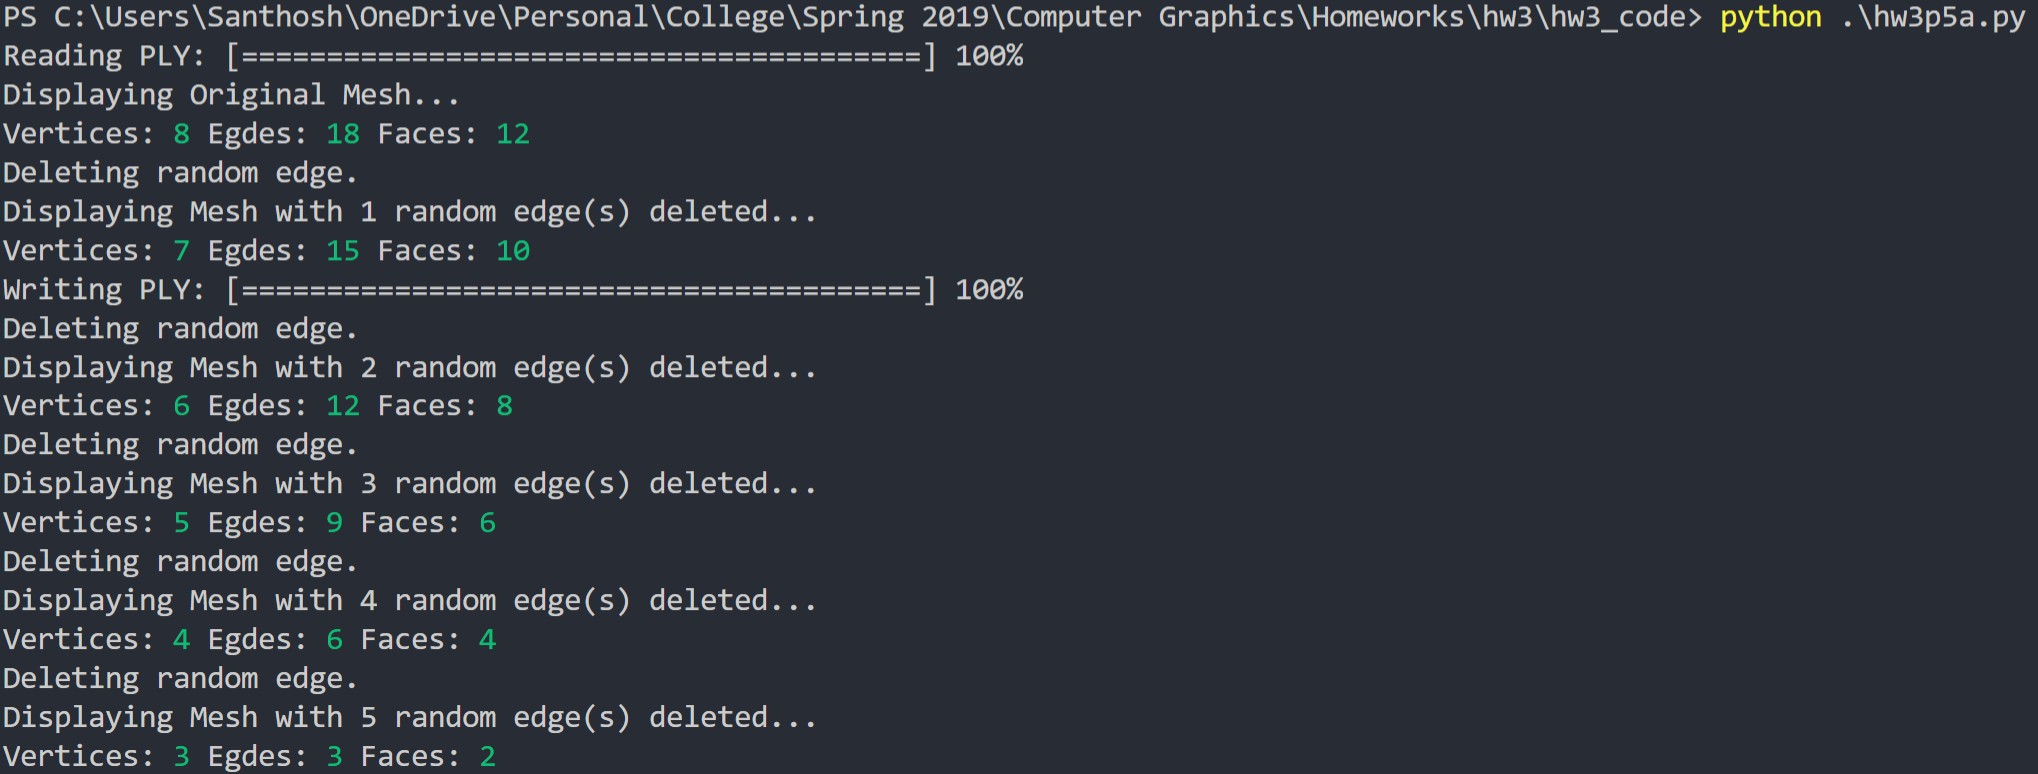 PS C:\Users\Santhosh\OneDrive\Personal\College\Spring 2019\Computer Graphics\Homeworks\hw3\hw3_code> python .\hw3p5a.py
Reading PLY: [========================================] 100%
Displaying Original Mesh...
Vertices: 8 Egdes: 18 Faces: 12
Deleting random edge.
Displaying Mesh with 1 random edge(s) deleted...
Vertices: 7 Egdes: 15 Faces: 10
Writing PLY: [========================================] 100%
Deleting random edge.
Displaying Mesh with 2 random edge(s) deleted...
Vertices: 6 Egdes: 12 Faces: 8
Deleting random edge.
Displaying Mesh with 3 random edge(s) deleted...
Vertices: 5 Egdes: 9 Faces: 6
Deleting random edge.
Displaying Mesh with 4 random edge(s) deleted...
Vertices: 4 Egdes: 6 Faces: 4
Deleting random edge.
Displaying Mesh with 5 random edge(s) deleted...
Vertices: 3 Egdes: 3 Faces: 2